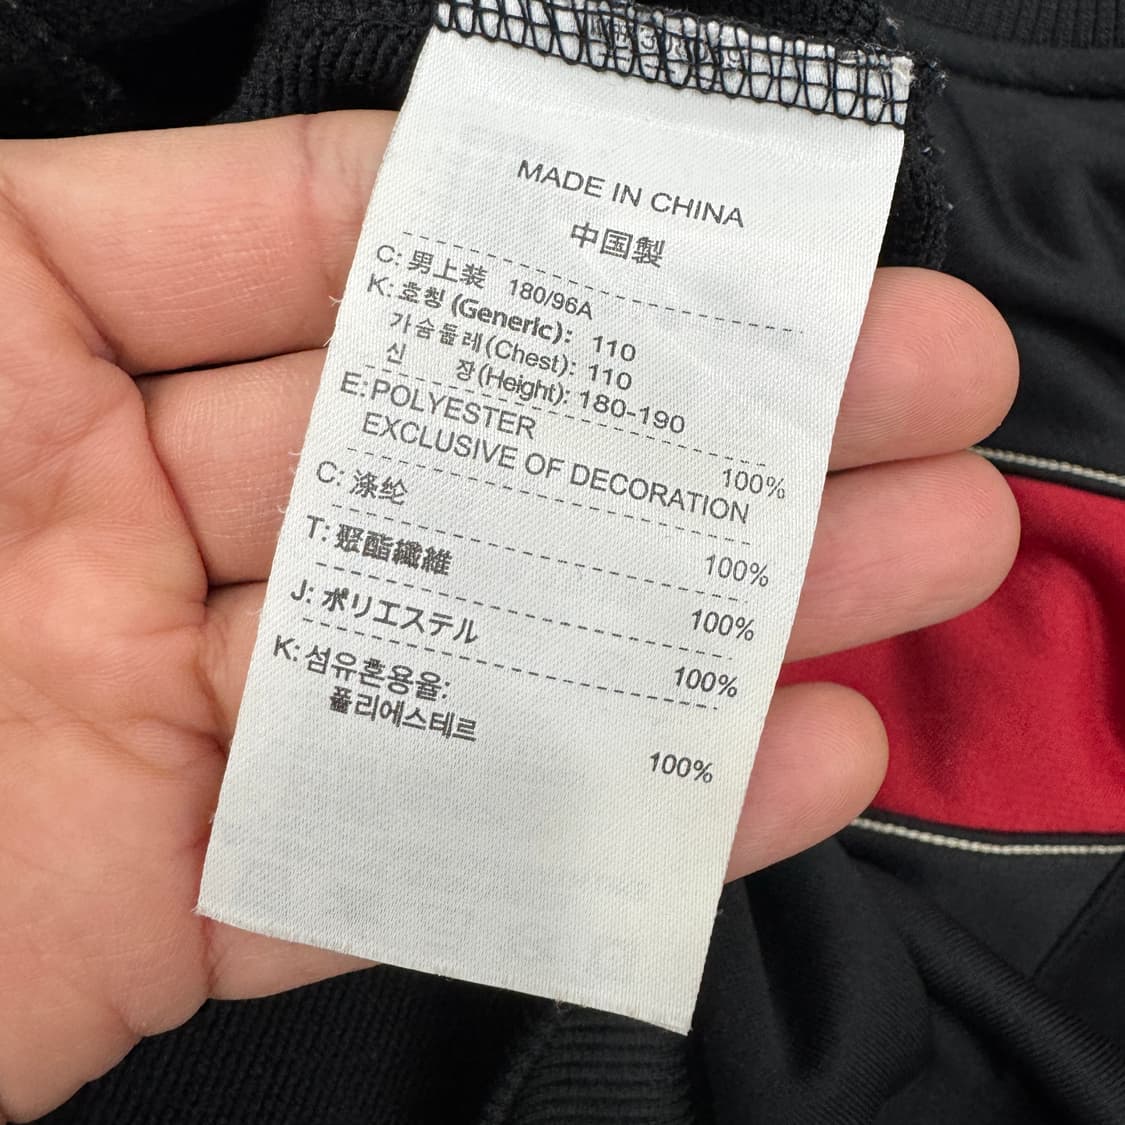 MADE IN CHINA
中国製
C: 男上装 180/96A
K: 호칭 (Generic): 110
가슴둘레(Chest): 110
신 장(Height): 180-190
E: POLYESTER 100%
EXCLUSIVE OF DECORATION
C: 涤纶 100%
T: 聚酯纖維 100%
J: ポリエステル 100%
K: 섬유혼용율:
폴리에스테르 100%